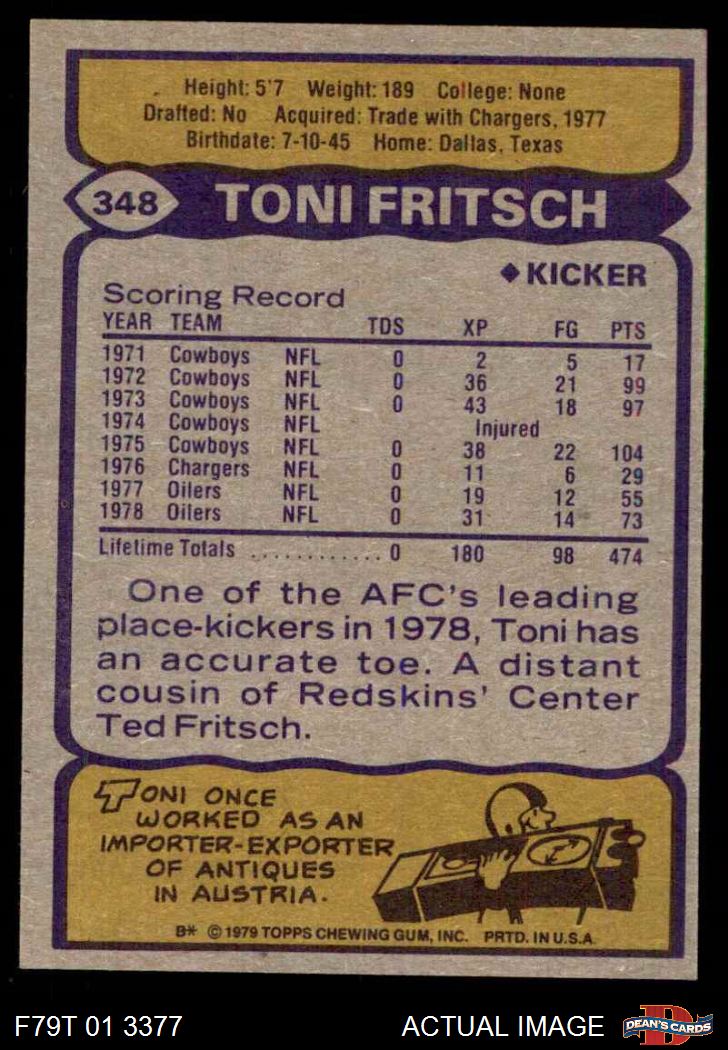 Height: 5'7 Weight: 189 College: None
Drafted: No Acquired: Trade with Chargers, 1977
Birthdate: 7-10-45 Home: Dallas, Texas
348 TONI FRITSCH
◆ KICKER
Scoring Record
YEAR TEAM TDS XP FG PTS
1971 Cowboys NFL 0 2 5 17
1972 Cowboys NFL 0 36 21 99
1973 Cowboys NFL 0 43 18 97
1974 Cowboys NFL Injured
1975 Cowboys NFL 0 38 22 104
1976 Chargers NFL 0 11 6 29
1977 Oilers NFL 0 19 12 55
1978 Oilers NFL 0 31 14 73
Lifetime Totals ............ 0 180 98 474
One of the AFC's leading
place-kickers in 1978, Toni has
an accurate toe. A distant
cousin of Redskins' Center
Ted Fritsch.
TONI ONCE
WORKED AS AN
IMPORTER-EXPORTER
OF ANTIQUES
IN AUSTRIA.
B* © 1979 TOPPS CHEWING GUM, INC. PRTD. IN U.S.A.
F79T 01 3377 ACTUAL IMAGE D DEAN'S CARDS